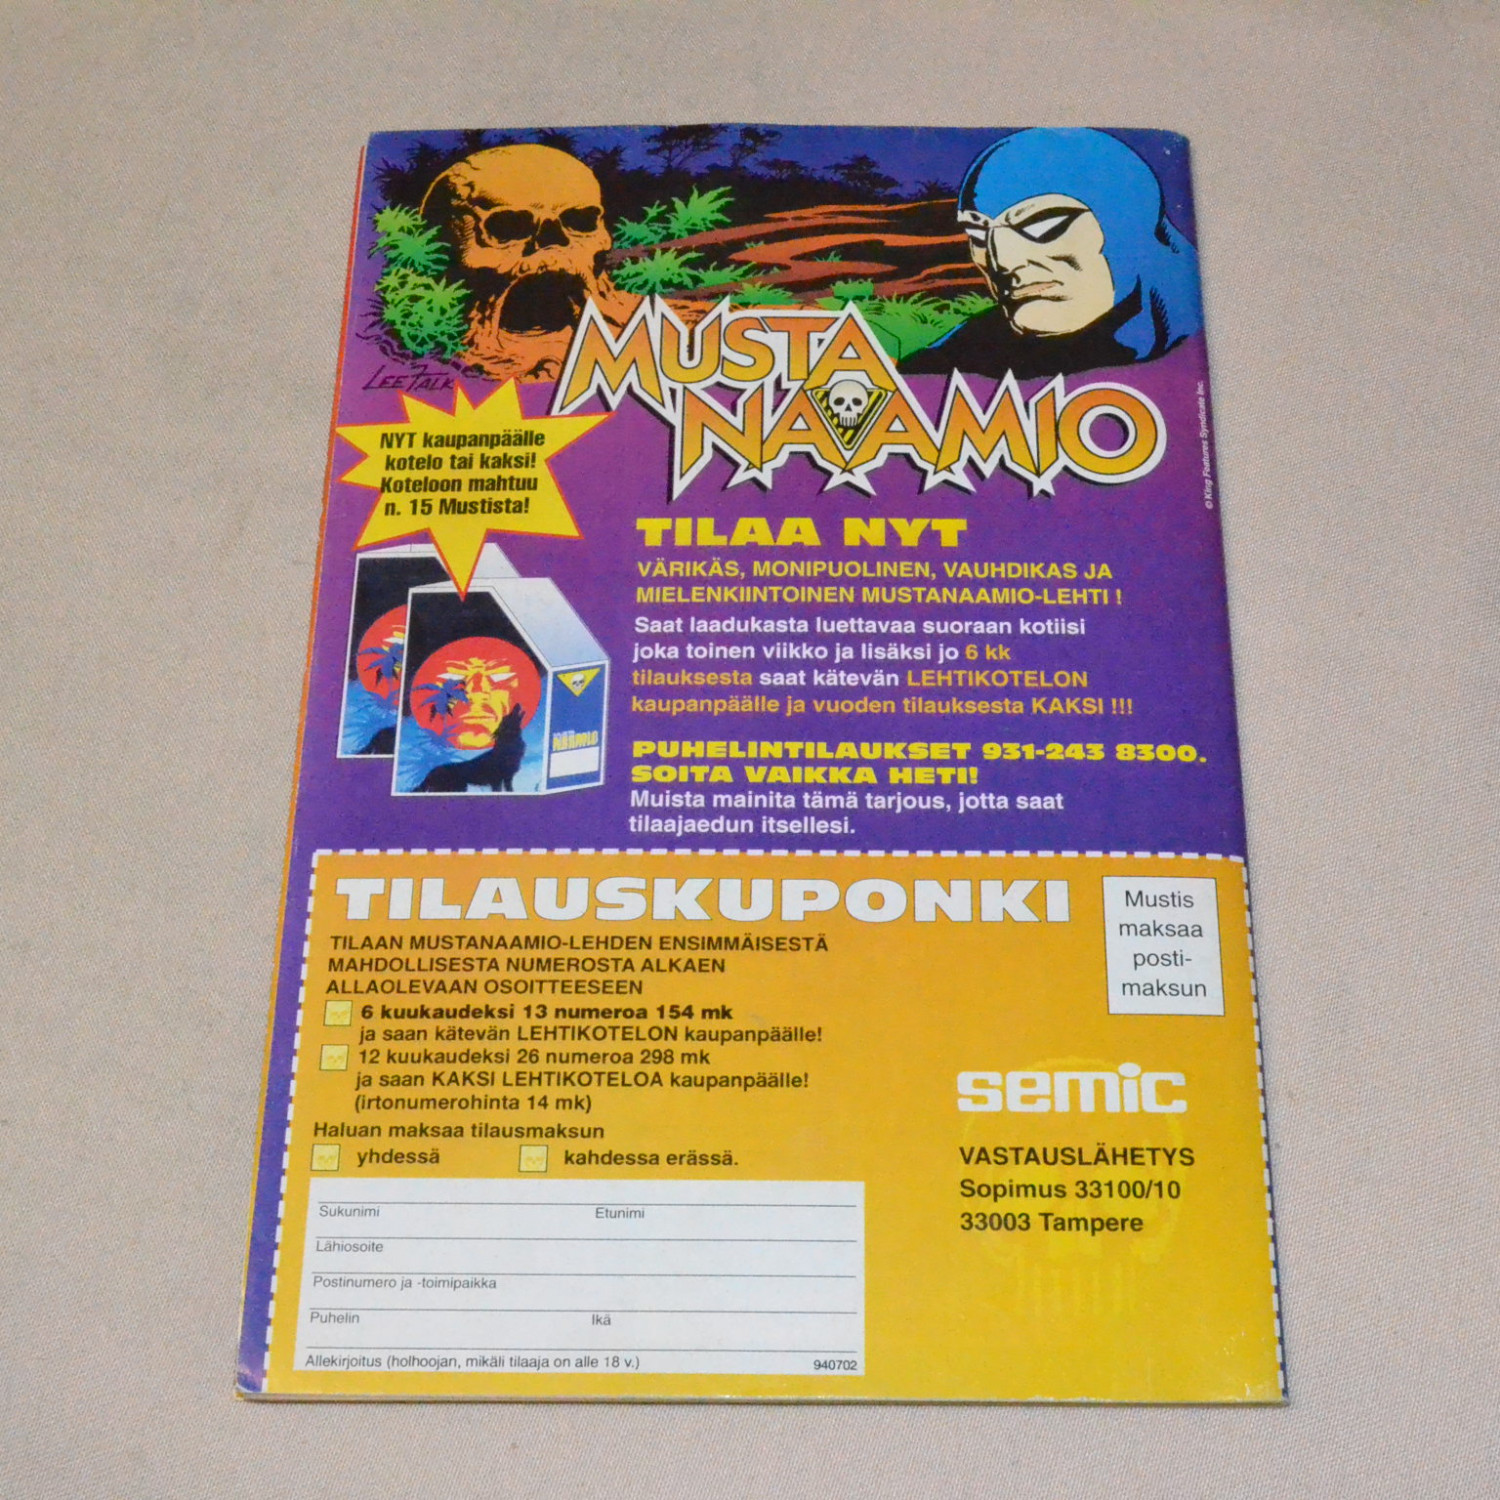 LEE FALK
MUSTA
NAAMIO
© King Features Syndicate Inc.
NYT kaupanpäälle
kotelo tai kaksi!
Koteloon mahtuu
n. 15 Mustista!
TILAA NYT
VÄRIKÄS, MONIPUOLINEN, VAUHDIKAS JA
MIELENKIINTOINEN MUSTANAAMIO-LEHTI !
Saat laadukasta luettavaa suoraan kotiisi
joka toinen viikko ja lisäksi jo 6 kk
tilauksesta saat kätevän LEHTIKOTELON
kaupanpäälle ja vuoden tilauksesta KAKSI !!!
PUHELINTILAUKSET 931-243 8300.
SOITA VAIKKA HETI!
Muista mainita tämä tarjous, jotta saat
tilaajaedun itsellesi.
TILAUSKUPONKI
TILAAN MUSTANAAMIO-LEHDEN ENSIMMÄISESTÄ
MAHDOLLISESTA NUMEROSTA ALKAEN
ALLAOLEVAAN OSOITTEESEEN
6 kuukaudeksi 13 numeroa 154 mk
ja saan kätevän LEHTIKOTELON kaupanpäälle!
12 kuukaudeksi 26 numeroa 298 mk
ja saan KAKSI LEHTIKOTELOA kaupanpäälle!
(irtonumerohinta 14 mk)
Haluan maksaa tilausmaksun
yhdessä kahdessa erässä.
Sukunimi Etunimi
Lähiosoite
Postinumero ja -toimipaikka
Puhelin Ikä
Allekirjoitus (holhoojan, mikäli tilaaja on alle 18 v.) 940702
Mustis
maksaa
posti-
maksun
semic
VASTAUSLÄHETYS
Sopimus 33100/10
33003 Tampere